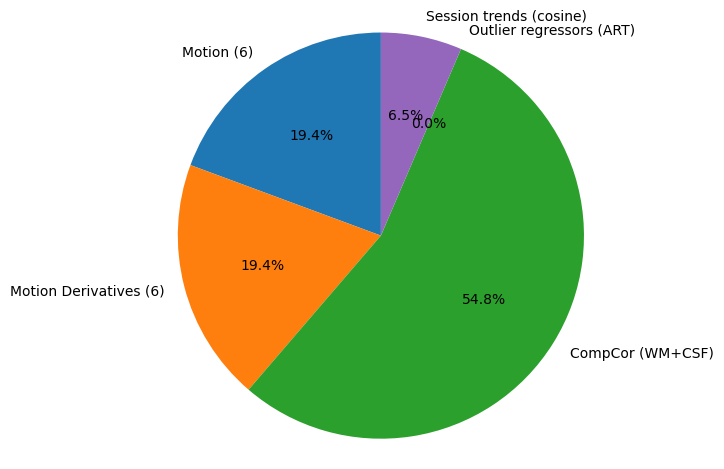 Session trends (cosine)
Outlier regressors (ART)
Motion (6)
6.5%
0.0%
19.4%
19.4%
Motion Derivatives (6)
54.8%
CompCor (WM+CSF)